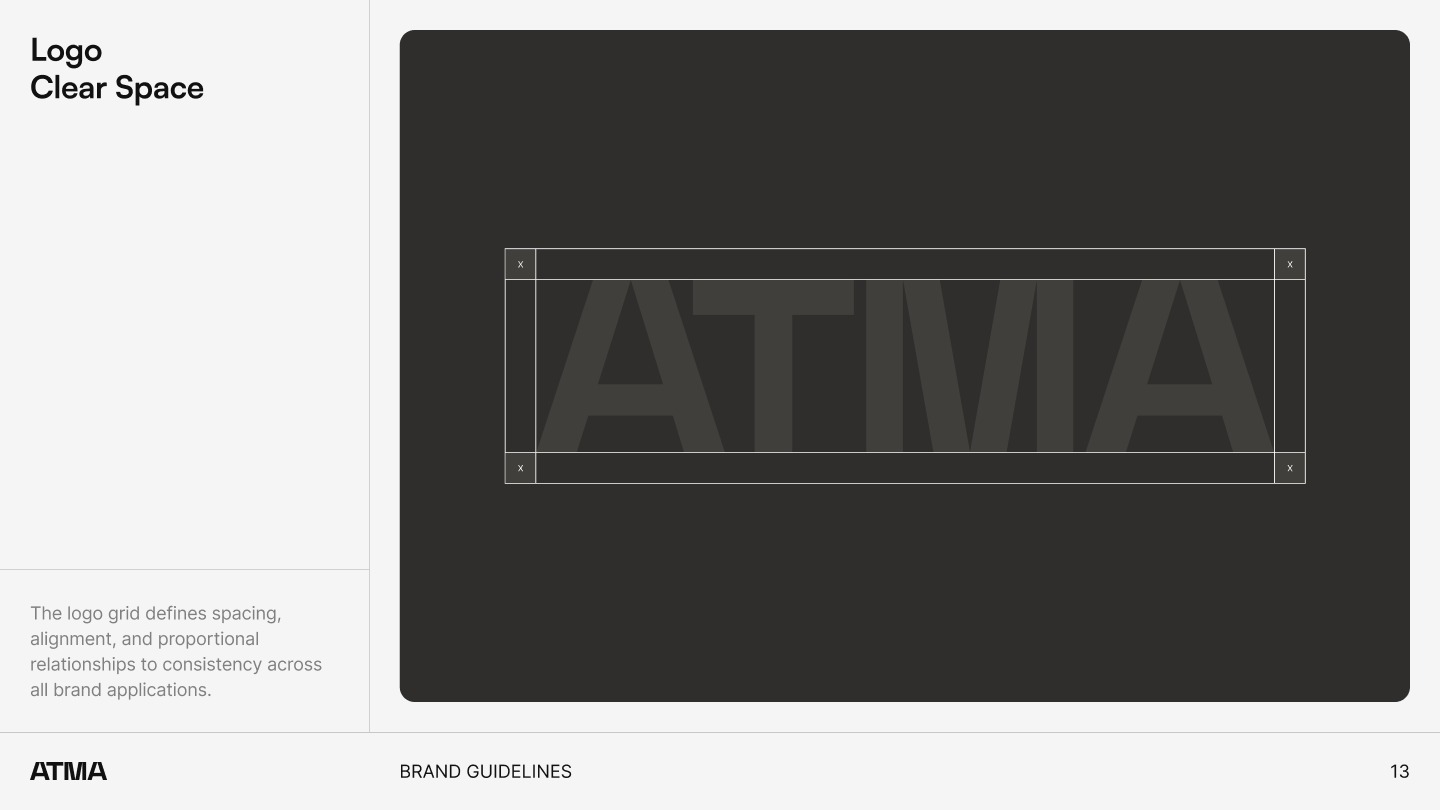 Logo
Clear Space
x
x
ATMA
x
x
The logo grid defines spacing,
alignment, and proportional
relationships to consistency across
all brand applications.
ATMA
BRAND GUIDELINES
13